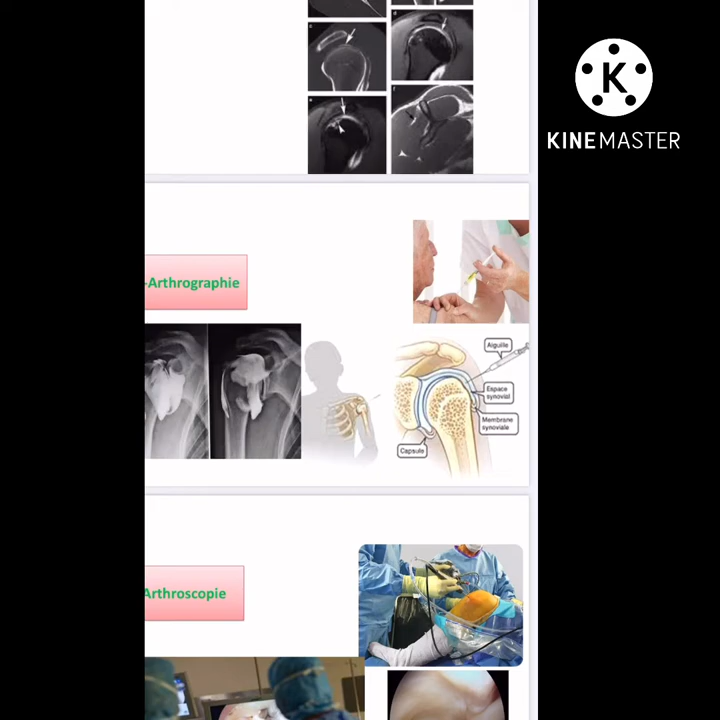 c
d
e
f
K
KINEMASTER
-Arthrographie
Aiguille
Espace
synovial
Membrane
synoviale
Capsule
Arthroscopie